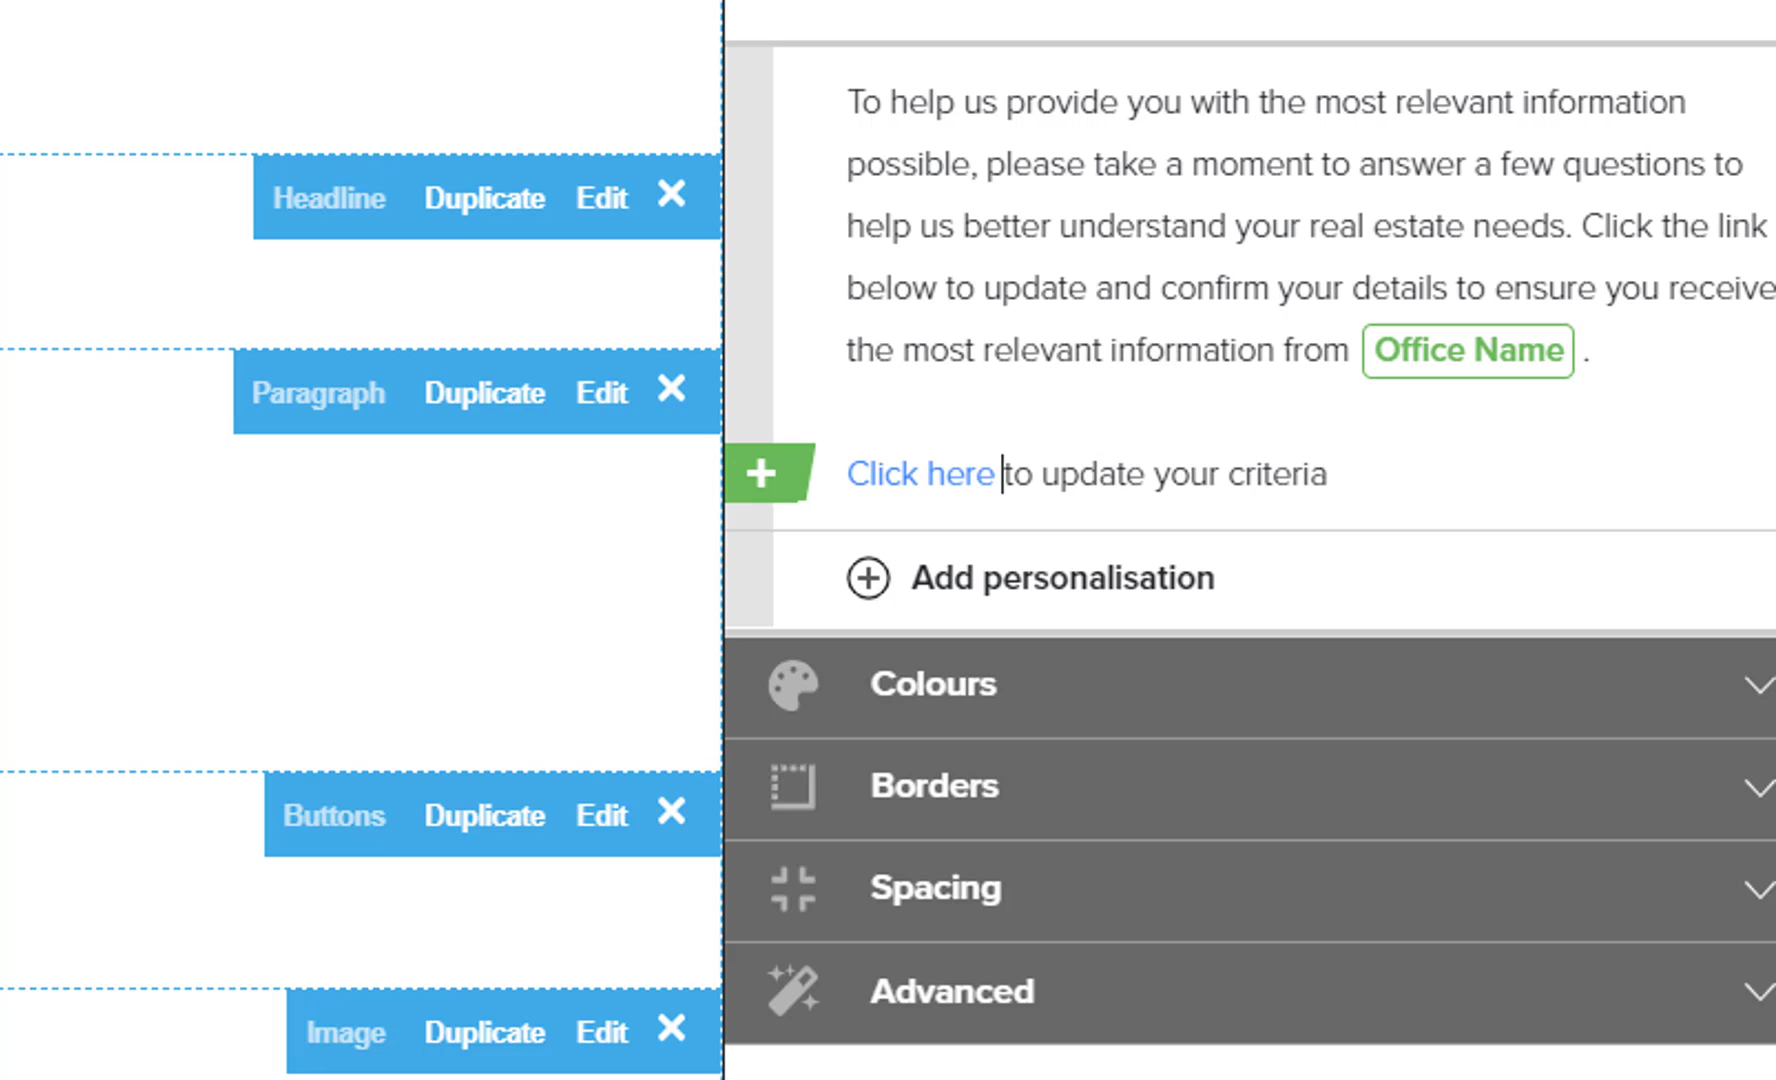 Headline Duplicate Edit
Paragraph Duplicate Edit
Buttons Duplicate Edit
Image Duplicate Edit
To help us provide you with the most relevant information
possible, please take a moment to answer a few questions to
help us better understand your real estate needs. Click the link
below to update and confirm your details to ensure you receive
the most relevant information from Office Name .
Click here to update your criteria
Add personalisation
Colours
Borders
Spacing
Advanced